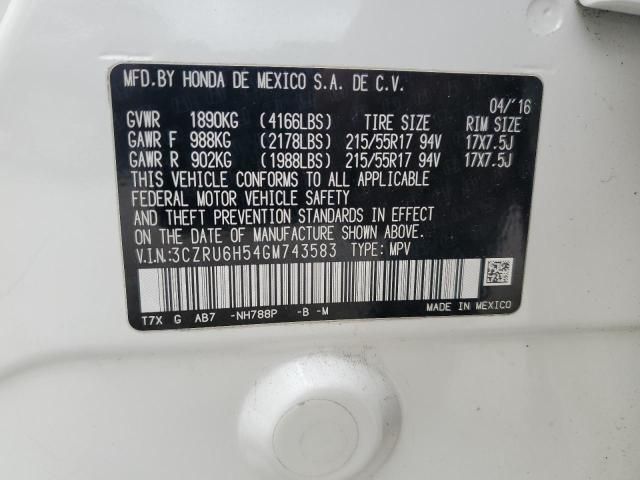 MFD.BY HONDA DE MEXICO S.A. DE C.V.
04/'16
GVWR 1890KG (4166LBS) TIRE SIZE RIM SIZE
GAWR F 988KG (2178LBS) 215/55R17 94V 17X7.5J
GAWR R 902KG (1988LBS) 215/55R17 94V 17X7.5J
THIS VEHICLE CONFORMS TO ALL APPLICABLE
FEDERAL MOTOR VEHICLE SAFETY
AND THEFT PREVENTION STANDARDS IN EFFECT
ON THE DATE OF MANUFACTURE SHOWN ABOVE.
V.I.N.:3CZRU6H54GM743583 TYPE: MPV
T7X G AB7 -NH788P -B -M
MADE IN MEXICO